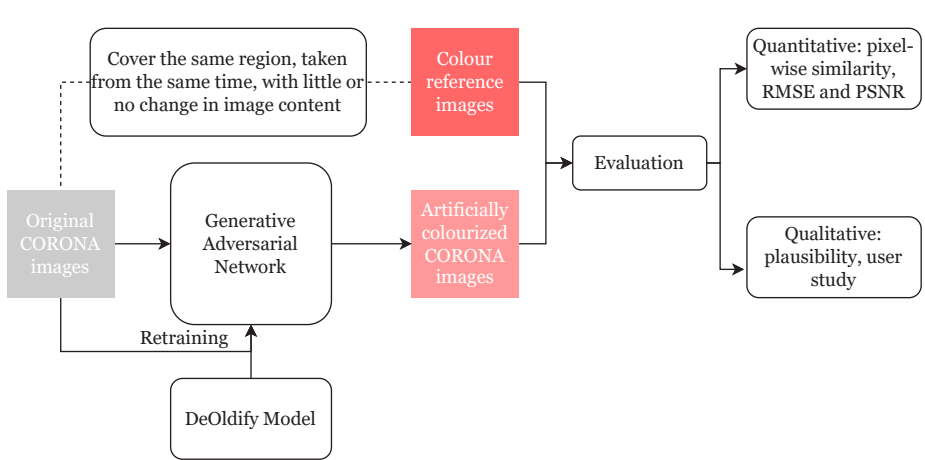 Cover the same region, taken
from the same time, with little or
no change in image content
Colour
reference
images
Quantitative: pixel-
wise similarity,
RMSE and PSNR
Evaluation
Original
CORONA
images
Generative
Adversarial
Network
Artificially
colourized
CORONA
images
Qualitative:
plausibility, user
study
Retraining
DeOldify Model